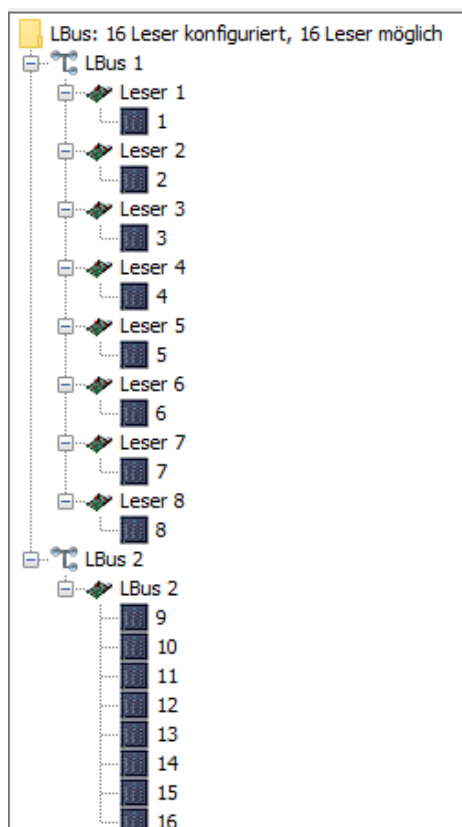 LBus: 16 Leser konfiguriert, 16 Leser möglich
LBus 1
Leser 1
1
Leser 2
2
Leser 3
3
Leser 4
4
Leser 5
5
Leser 6
6
Leser 7
7
Leser 8
8
LBus 2
LBus 2
9
10
11
12
13
14
15
16